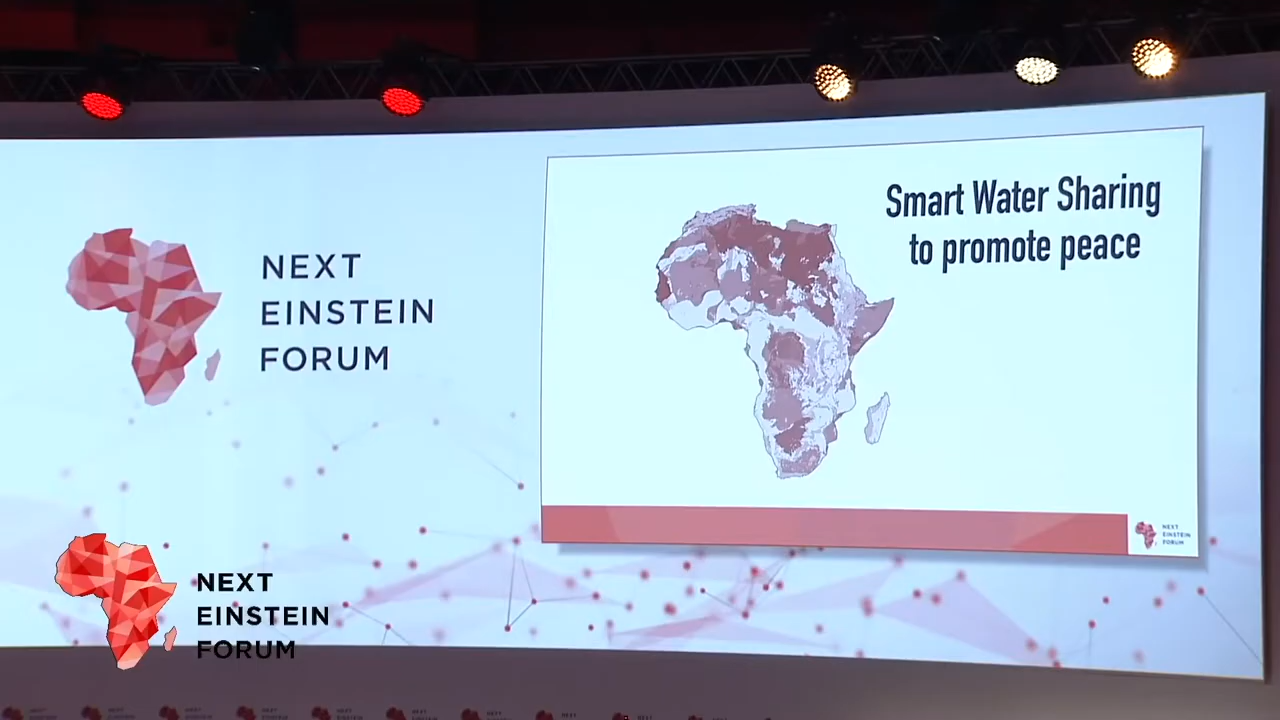 NEXT
EINSTEIN
FORUM
Smart Water Sharing
to promote peace
NEXT
EINSTEIN
FORUM
NEXT
EINSTEIN
FORUM